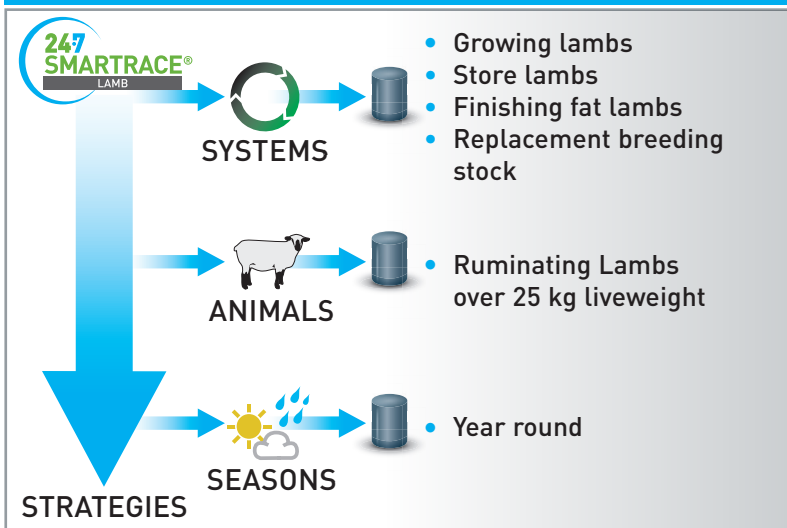 24·7
SMARTRACE®
LAMB
SYSTEMS
• Growing lambs
• Store lambs
• Finishing fat lambs
• Replacement breeding
stock
ANIMALS
• Ruminating Lambs
over 25 kg liveweight
SEASONS
• Year round
STRATEGIES